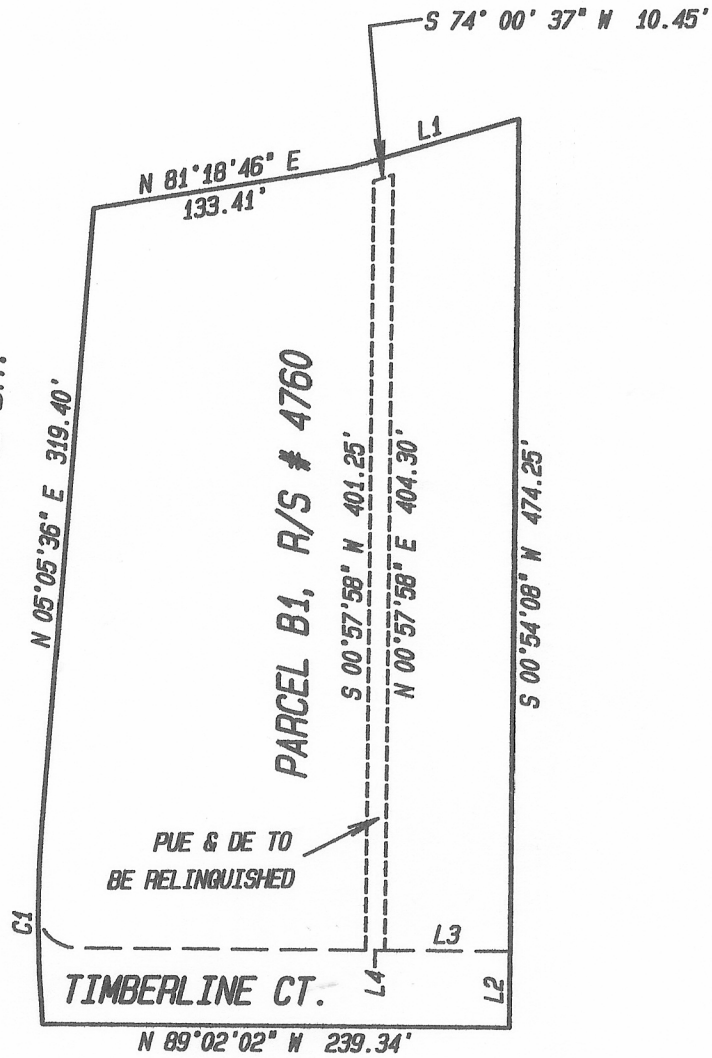 S 74° 00' 37" W 10.45'
L1
N 81°18'46" E
133.41'
N 05°05'36" E 319.40'
PARCEL B1, R/S # 4760
S 00°57'58" W 401.25'
N 00°57'58" E 404.30'
S 00°54'08" W 474.25'
PUE & DE TO
BE RELINQUISHED
C1
L3
L4
L2
TIMBERLINE CT.
N 89°02'02" W 239.34'